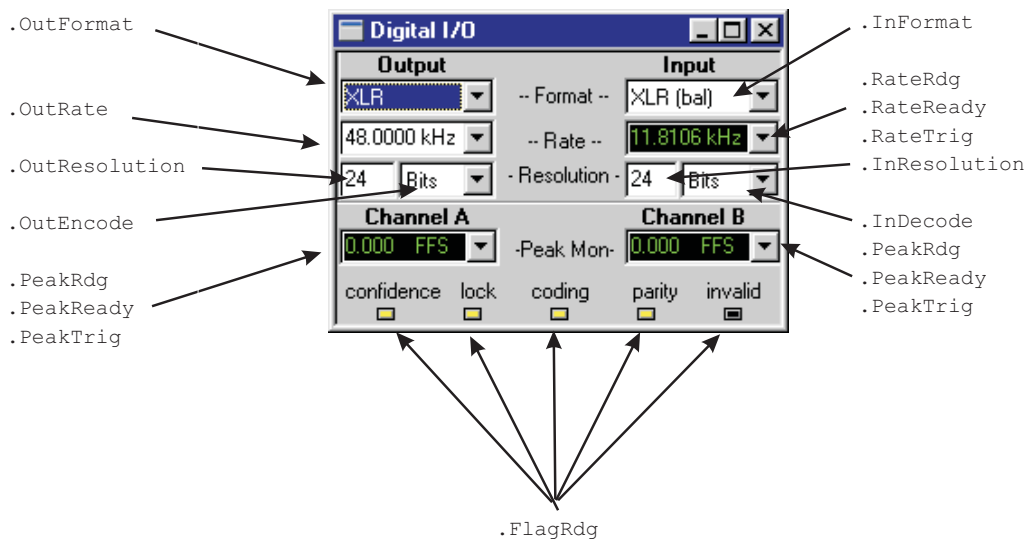 .OutFormat
.OutRate
.OutResolution
.OutEncode
.PeakRdg
.PeakReady
.PeakTrig
Digital I/O
Output Input
XLR -- Format -- XLR (bal)
48.0000 kHz -- Rate -- 11.8106 kHz
24 Bits - Resolution - 24 Bits
Channel A Channel B
0.000 FFS -Peak Mon- 0.000 FFS
confidence lock coding parity invalid
.InFormat
.RateRdg
.RateReady
.RateTrig
.InResolution
.InDecode
.PeakRdg
.PeakReady
.PeakTrig
.FlagRdg